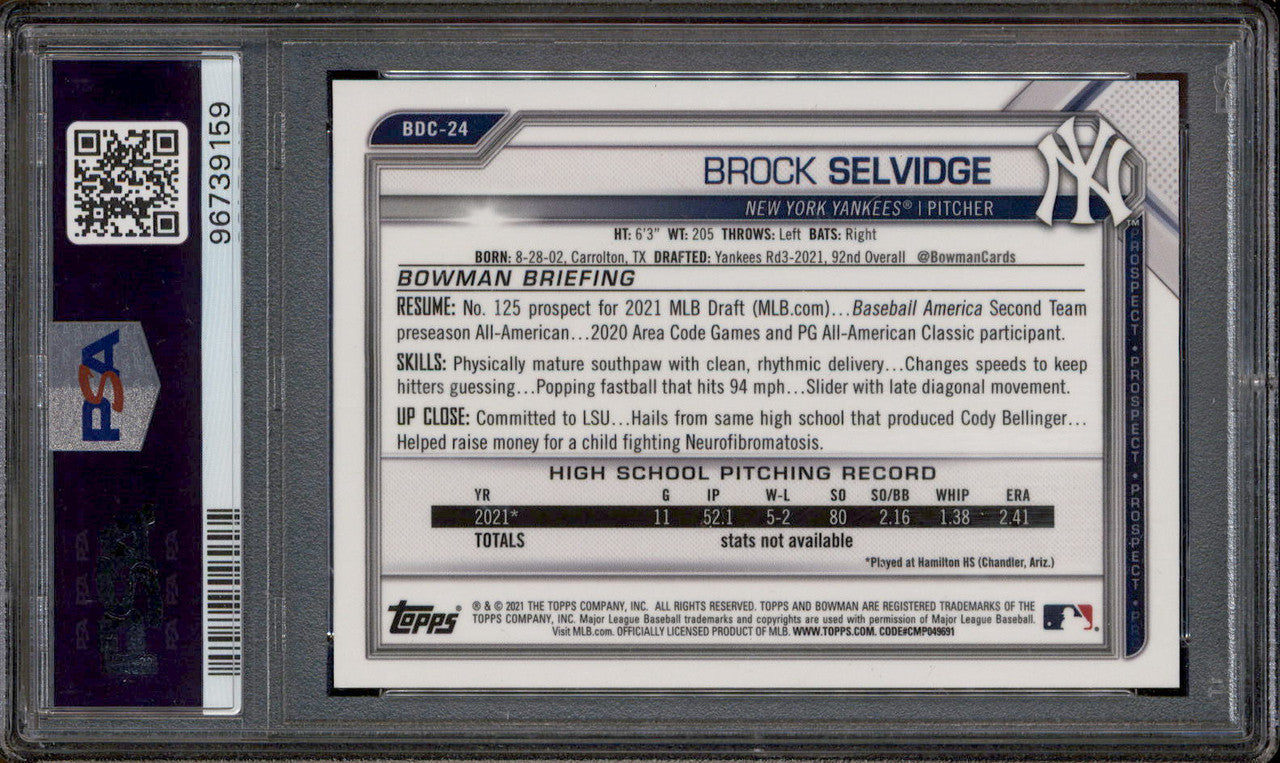 96739159
PSA
BDC-24
BROCK SELVIDGE
NEW YORK YANKEES® | PITCHER
NY
TM
HT: 6'3" WT: 205 THROWS: Left BATS: Right
BORN: 8-28-02, Carrolton, TX DRAFTED: Yankees Rd3-2021, 92nd Overall @BowmanCards
BOWMAN BRIEFING
RESUME: No. 125 prospect for 2021 MLB Draft (MLB.com)...Baseball America Second Team
preseason All-American...2020 Area Code Games and PG All-American Classic participant.
SKILLS: Physically mature southpaw with clean, rhythmic delivery...Changes speeds to keep
hitters guessing...Popping fastball that hits 94 mph...Slider with late diagonal movement.
UP CLOSE: Committed to LSU...Hails from same high school that produced Cody Bellinger...
Helped raise money for a child fighting Neurofibromatosis.
HIGH SCHOOL PITCHING RECORD
YR G IP W-L SO SO/BB WHIP ERA
2021* 11 52.1 5-2 80 2.16 1.38 2.41
TOTALS stats not available
*Played at Hamilton HS (Chandler, Ariz.)
PROSPECT • PROSPECT • PROSPECT • PR
Topps®
® & © 2021 THE TOPPS COMPANY, INC. ALL RIGHTS RESERVED. TOPPS AND BOWMAN ARE REGISTERED TRADEMARKS OF THE
TOPPS COMPANY, INC. Major League Baseball trademarks and copyrights are used with permission of Major League Baseball.
Visit MLB.com. OFFICIALLY LICENSED PRODUCT OF MLB. WWW.TOPPS.COM. CODE#CMP049691